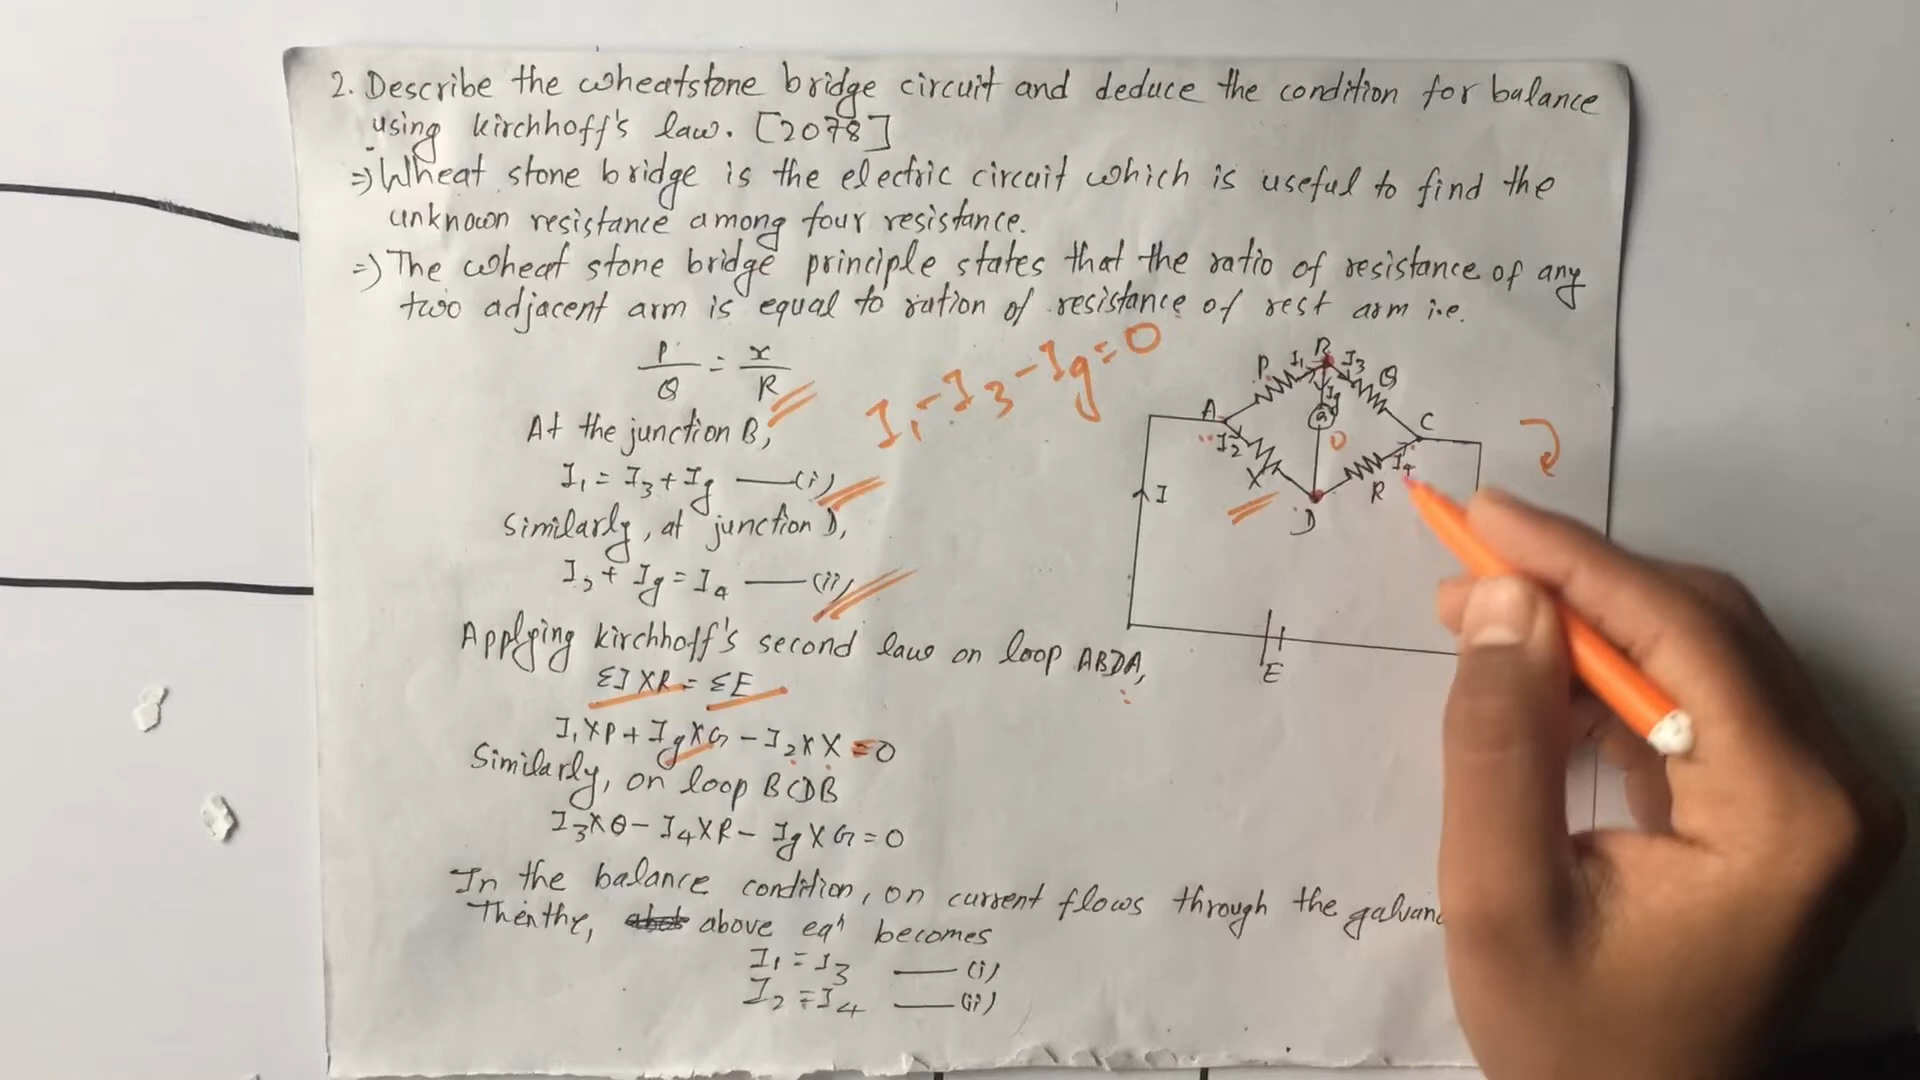 2. Describe the wheatstone bridge circuit and deduce the condition for balance
using Kirchhoff's law. [2078]
=) Wheat stone bridge is the electric circuit which is useful to find the
unknown resistance among four resistance.
=) The wheat stone bridge principle states that the ratio of resistance of any
two adjacent arm is equal to ration of resistance of rest arm i.e.
P/Q = x/R
I₁ - I₃ - Ig = 0
At the junction B,
I₁ = I₃ + Ig —— (i)
Similarly, at junction D,
I₂ + Ig = I₄ —— (ii)
Applying Kirchhoff's second law on loop ABDA,
ΣI×R = ΣE
I₁×P + Ig×G - I₂×X = 0
Similarly, on loop BCDB
I₃×Q - I₄×R - Ig×G = 0
In the balance condition, on current flows through the
Then the, above eqⁿ becomes
I₁ = I₃ —— (i)
I₂ = I₄ —— (ii)
B
P I₁ I₃ Q
Ig
A G C
I₂ 0 I₄
X R
I D
E